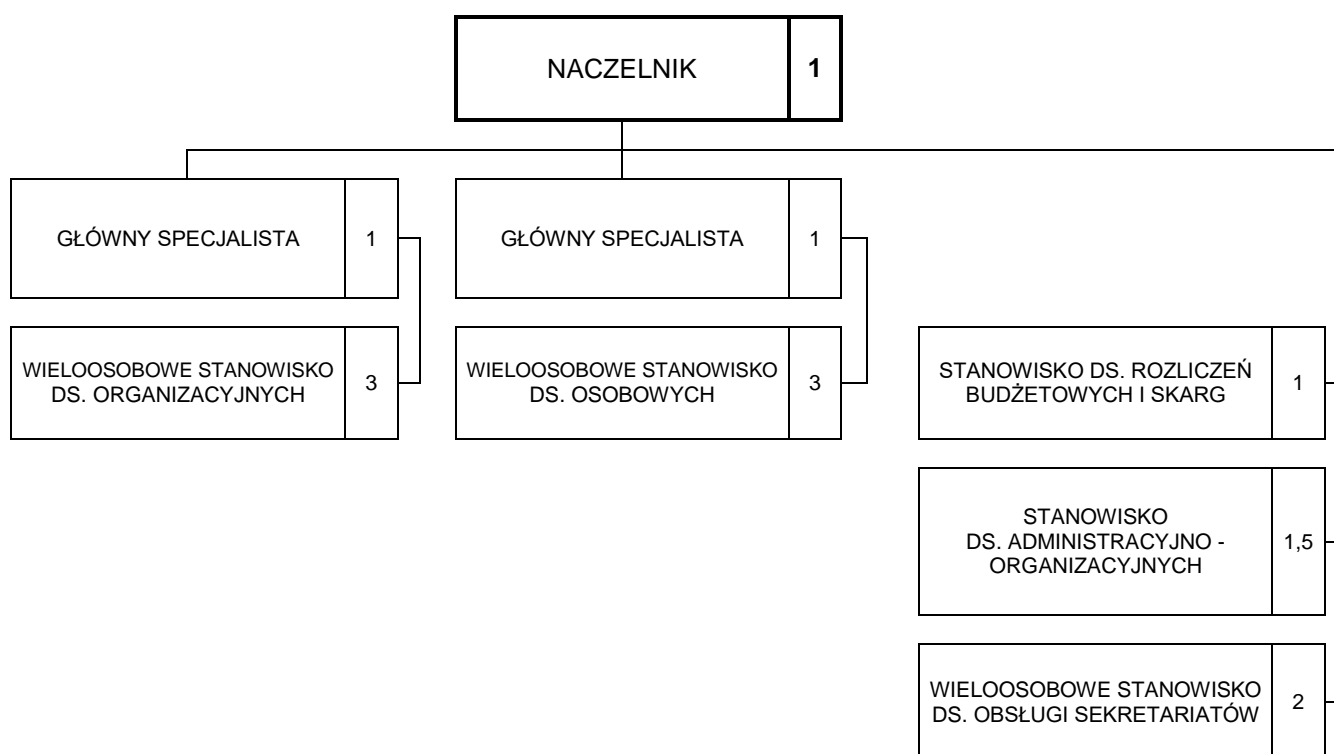 NACZELNIK 1
GŁÓWNY SPECJALISTA 1
GŁÓWNY SPECJALISTA 1
WIELOOSOBOWE STANOWISKO
DS. ORGANIZACYJNYCH
3
WIELOOSOBOWE STANOWISKO
DS. OSOBOWYCH
3
STANOWISKO DS. ROZLICZEŃ
BUDŻETOWYCH I SKARG
1
STANOWISKO
DS. ADMINISTRACYJNO -
ORGANIZACYJNYCH
1,5
WIELOOSOBOWE STANOWISKO
DS. OBSŁUGI SEKRETARIATÓW
2